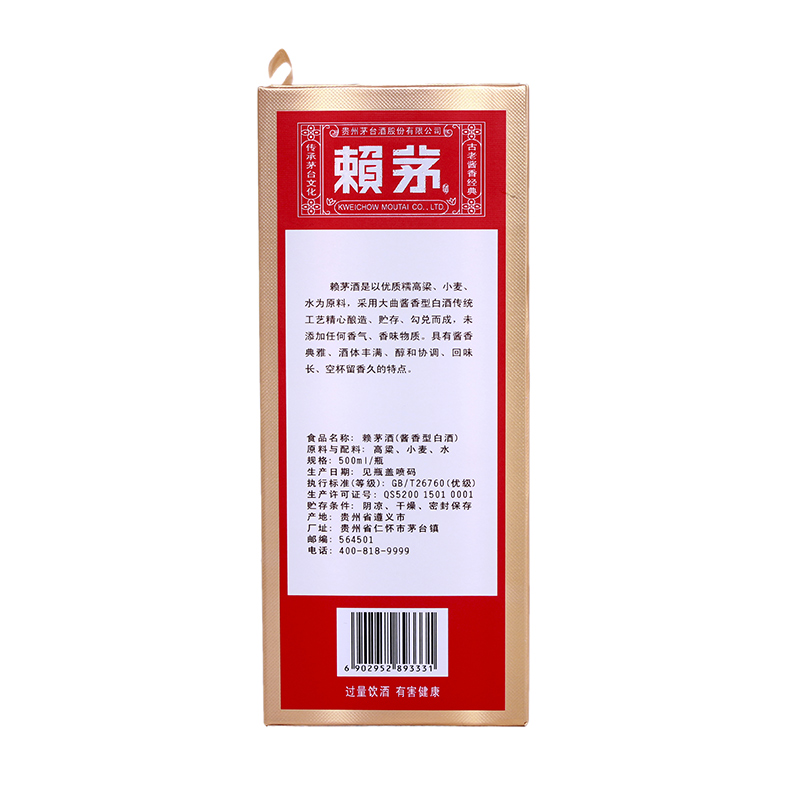 贵州茅台酒股份有限公司
传承茅台文化
賴茅
古老酱香经典
KWEICHOW MOUTAI CO., LTD.
赖茅酒是以优质糯高粱、小麦、
水为原料，采用大曲酱香型白酒传统
工艺精心酿造、贮存、勾兑而成，未
添加任何香气、香味物质。具有酱香
典雅、酒体丰满、醇和协调、回味
长、空杯留香久的特点。
食品名称：赖茅酒(酱香型白酒)
原料与配料：高粱、小麦、水
规格：500ml/瓶
生产日期：见瓶盖喷码
执行标准(等级)：GB/T26760(优级)
生产许可证号：QS5200 1501 0001
贮存条件：阴凉、干燥、密封保存
产地：贵州省遵义市
厂址：贵州省仁怀市茅台镇
邮编：564501
电话：400-818-9999
6 902952 893331
过量饮酒 有害健康